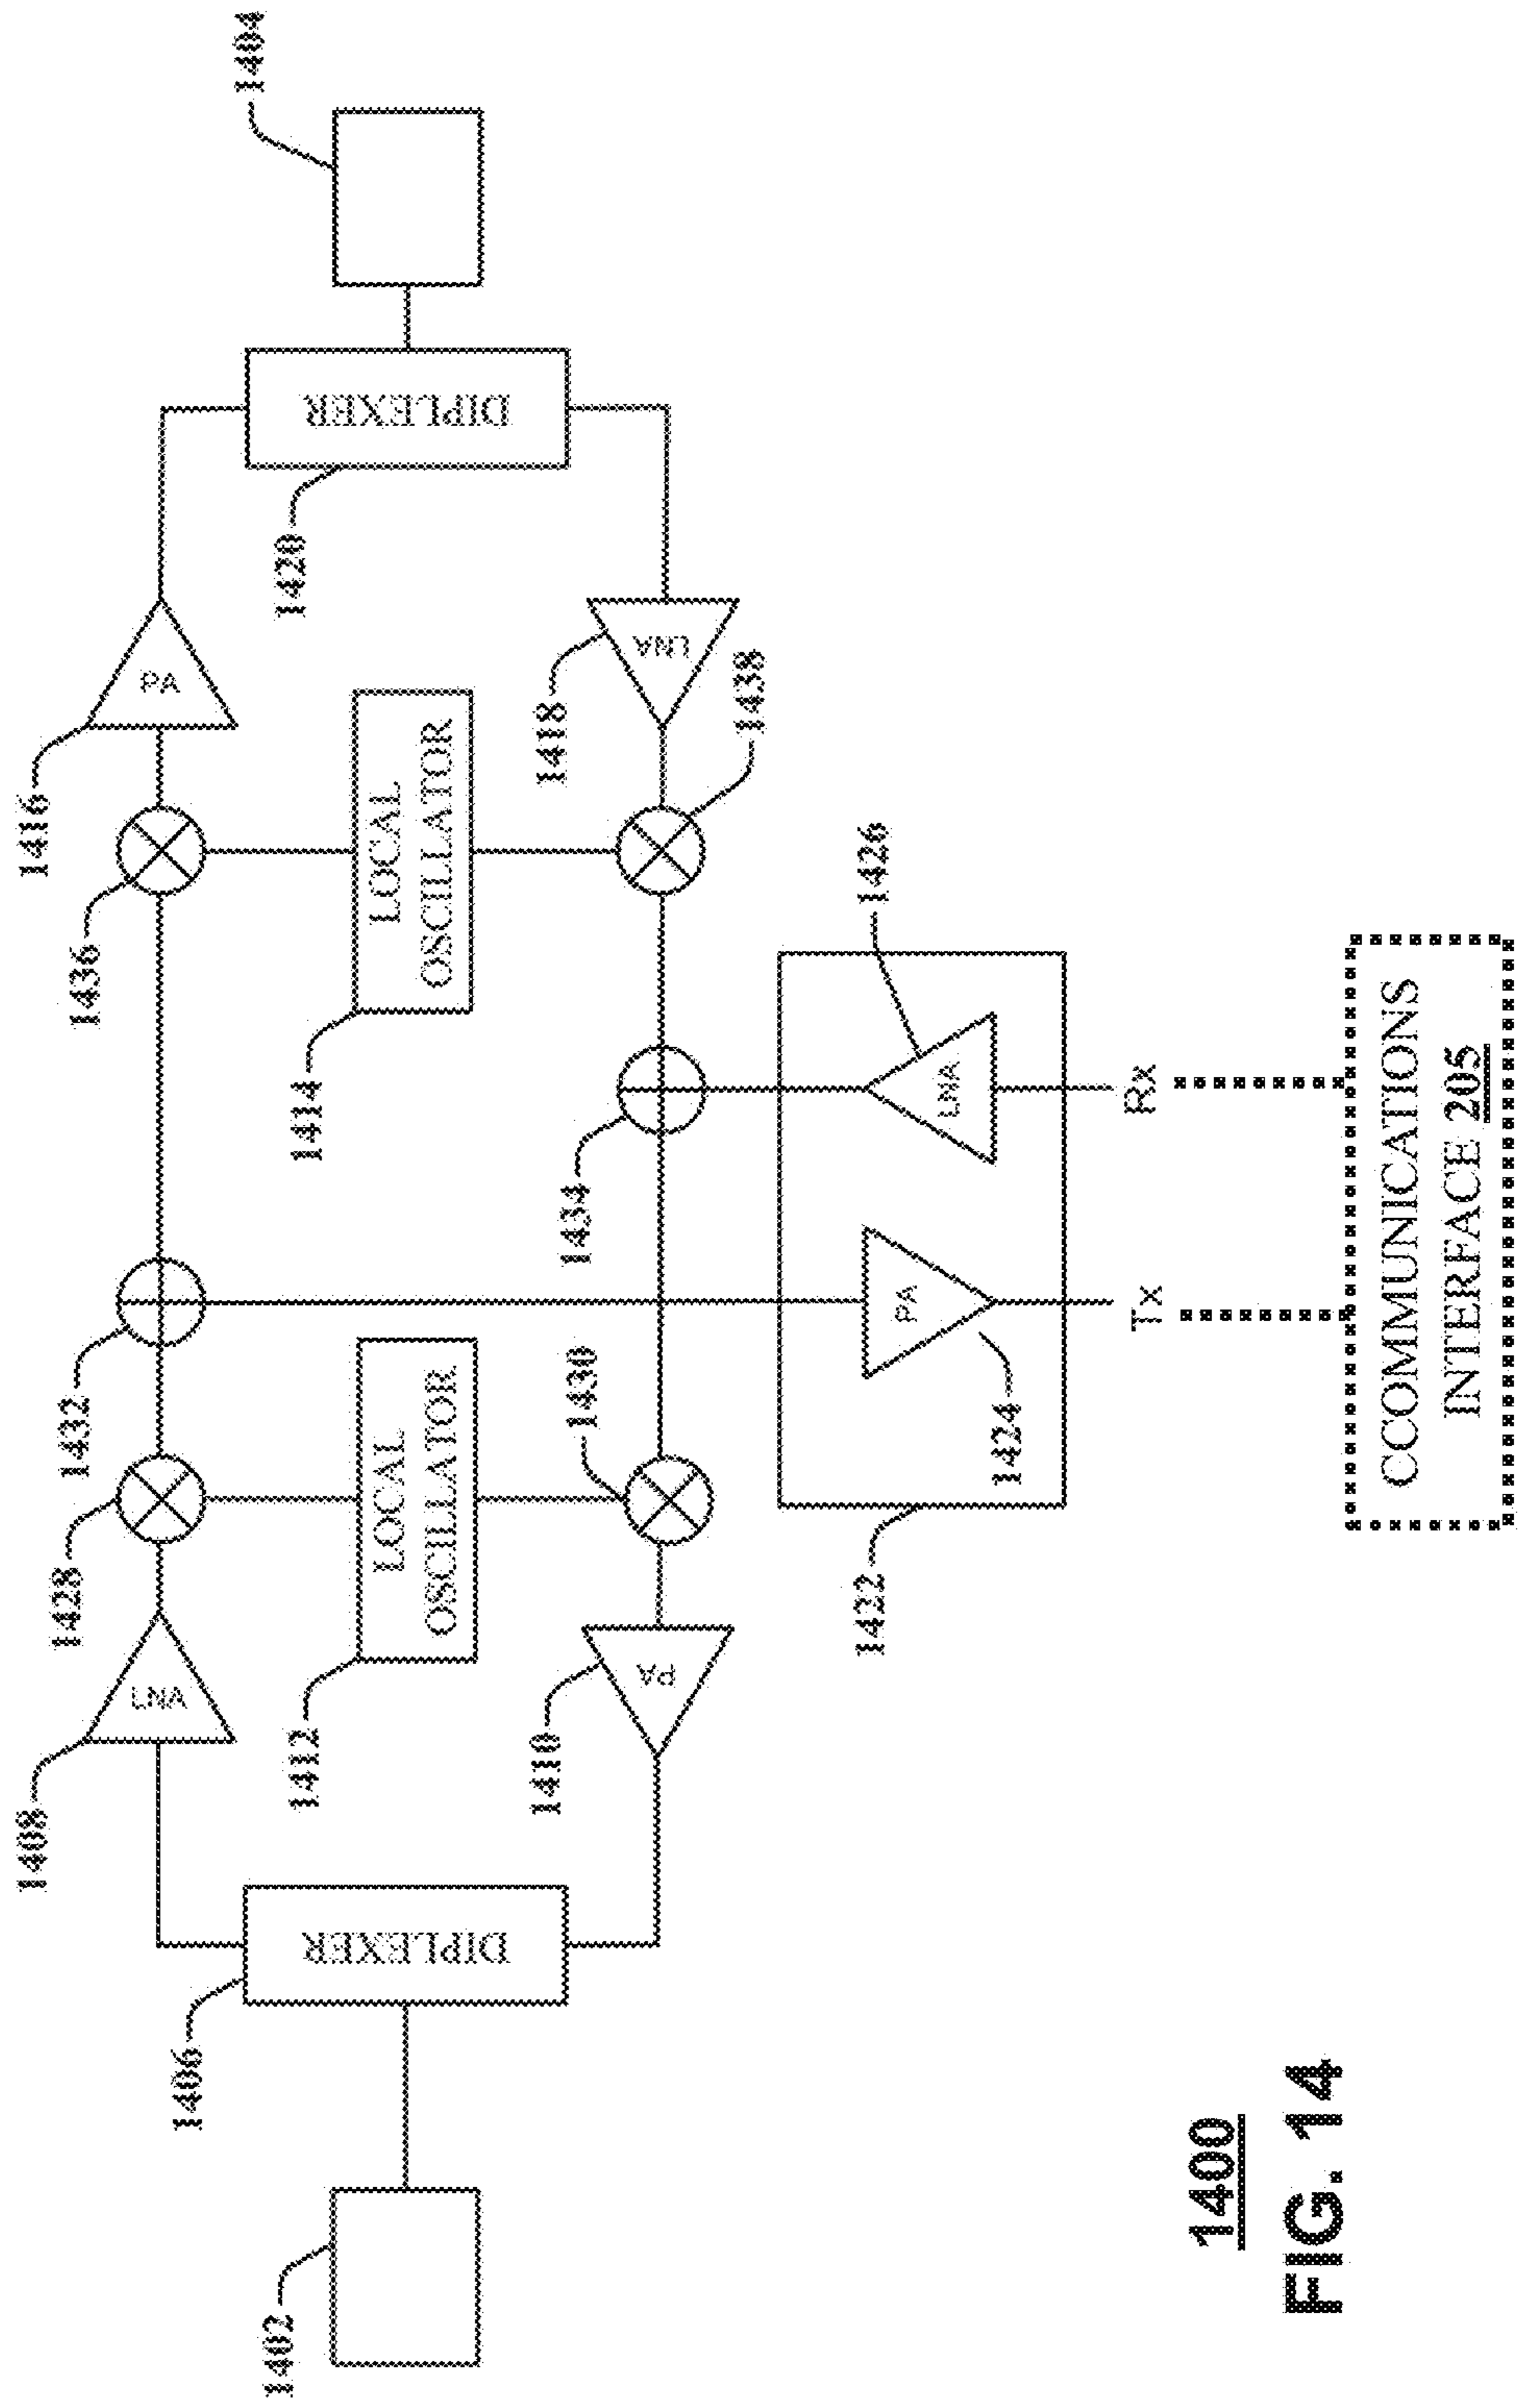 1404
1416
PA
1436
1420
DIPLEXER
1414
LOCAL
OSCILLATOR
1418
LNA
1438
1432
1434
1426
LNA
Rx
1428
1412
LOCAL
OSCILLATOR
1430
1424
PA
Tx
1422
CCOMMUNICATIONS
INTERFACE 205
1408
LNA
1410
PA
1406
DIPLEXER
1402
1400
FIG. 14